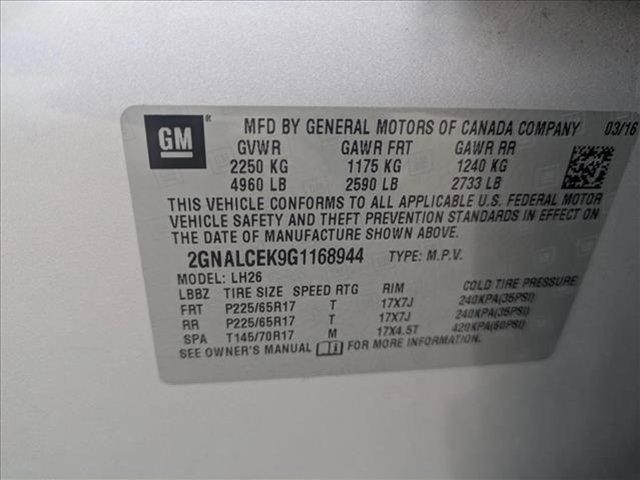 GM
MFD BY GENERAL MOTORS OF CANADA COMPANY 03/16
GVWR GAWR FRT GAWR RR
2250 KG 1175 KG 1240 KG
4960 LB 2590 LB 2733 LB
THIS VEHICLE CONFORMS TO ALL APPLICABLE U.S. FEDERAL MOTOR
VEHICLE SAFETY AND THEFT PREVENTION STANDARDS IN EFFECT ON
THE DATE OF MANUFACTURE SHOWN ABOVE.
2GNALCEK9G1168944 TYPE: M.P.V.
MODEL: LH26
LBBZ TIRE SIZE SPEED RTG RIM COLD TIRE PRESSURE
FRT P225/65R17 T 17X7J 240KPA(35PSI)
RR P225/65R17 T 17X7J 240KPA(35PSI)
SPA T145/70R17 M 17X4.5T 420KPA(60PSI)
SEE OWNER'S MANUAL FOR MORE INFORMATION